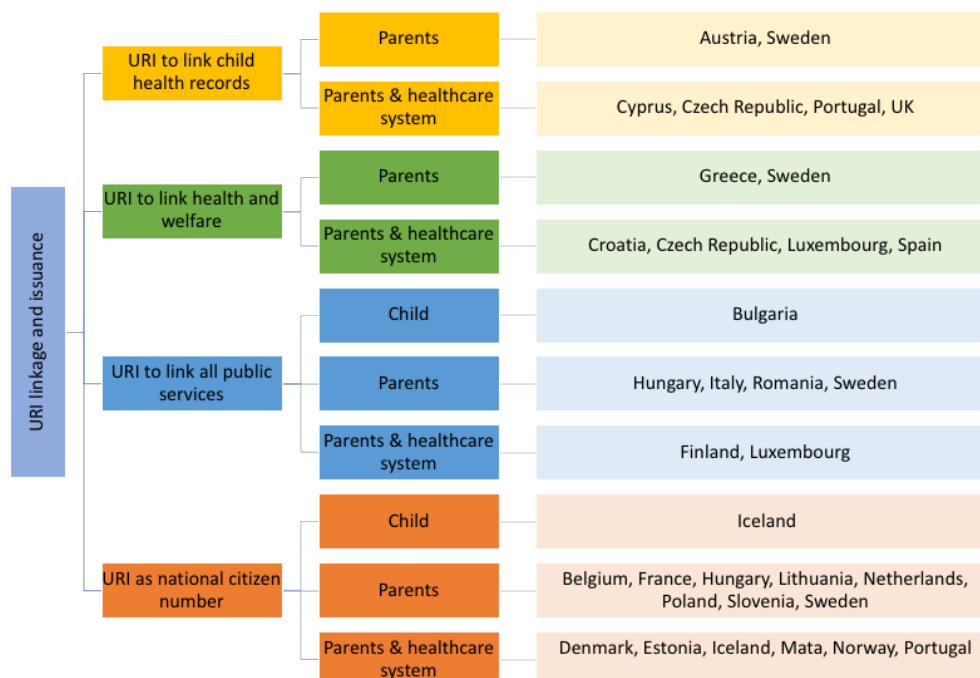 URI linkage and issuance
URI to link child
health records
Parents
Austria, Sweden
Parents & healthcare
system
Cyprus, Czech Republic, Portugal, UK
URI to link health and
welfare
Parents
Greece, Sweden
Parents & healthcare
system
Croatia, Czech Republic, Luxembourg, Spain
URI to link all public
services
Child
Bulgaria
Parents
Hungary, Italy, Romania, Sweden
Parents & healthcare
system
Finland, Luxembourg
URI as national citizen
number
Child
Iceland
Parents
Belgium, France, Hungary, Lithuania, Netherlands,
Poland, Slovenia, Sweden
Parents & healthcare
system
Denmark, Estonia, Iceland, Mata, Norway, Portugal